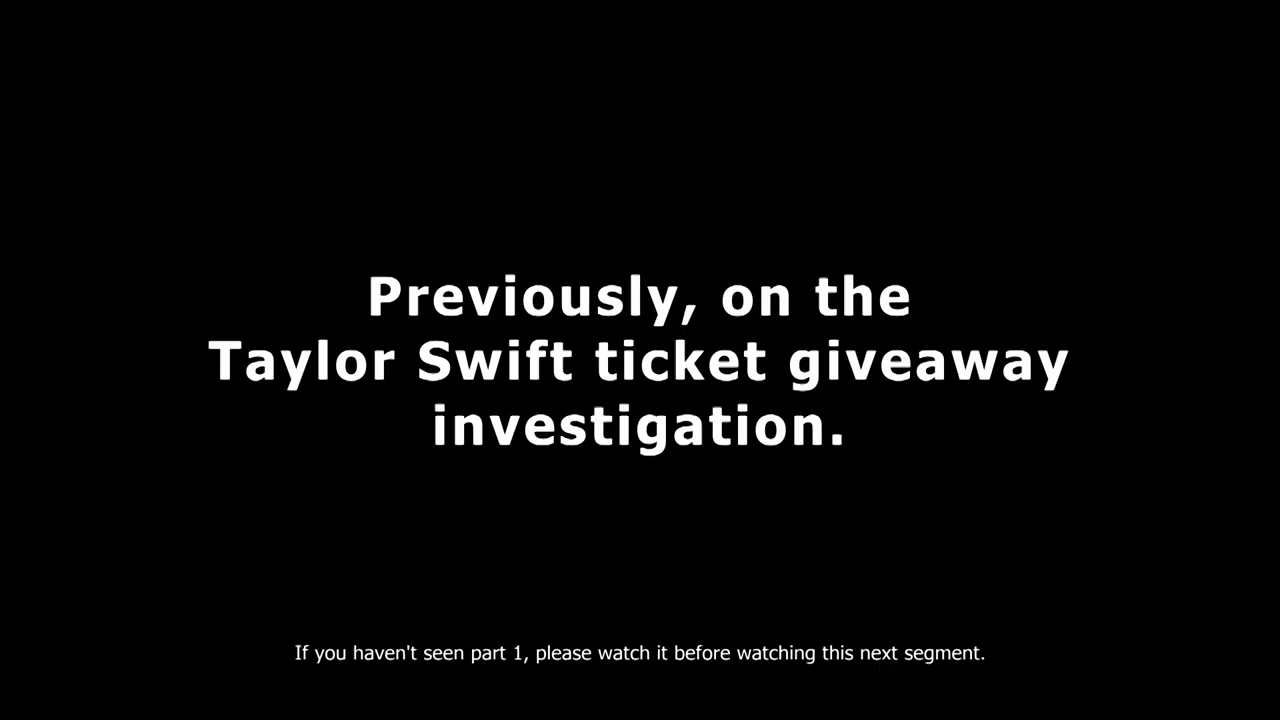 Previously, on the
Taylor Swift ticket giveaway
investigation.
If you haven't seen part 1, please watch it before watching this next segment.